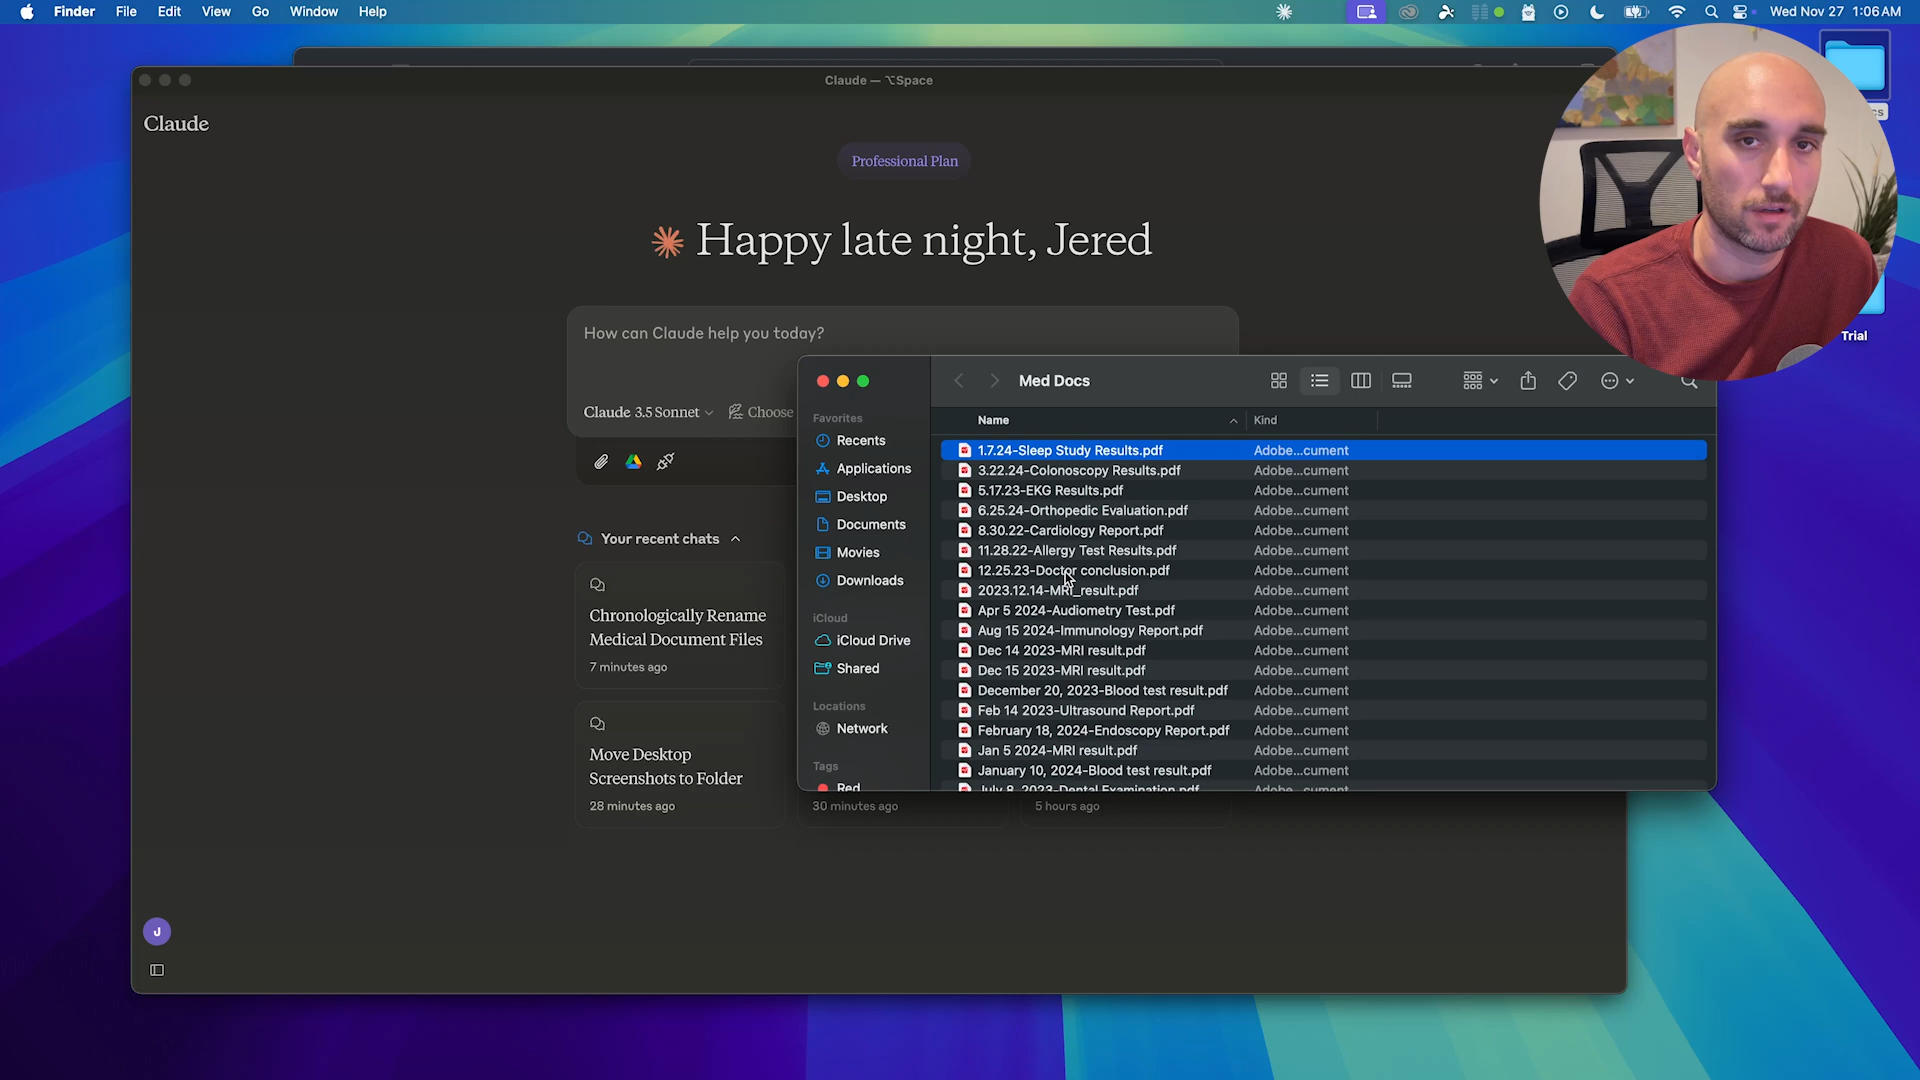 Finder File Edit View Go Window Help
Wed Nov 27 1:06 AM
Claude — ⌥Space
Claude
Professional Plan
Happy late night, Jered
How can Claude help you today?
Claude 3.5 Sonnet
Choose
Your recent chats
Chronologically Rename
Medical Document Files
7 minutes ago
Move Desktop
Screenshots to Folder
28 minutes ago
30 minutes ago
5 hours ago
J
Med Docs
Favorites
Recents
Applications
Desktop
Documents
Movies
Downloads
iCloud
iCloud Drive
Shared
Locations
Network
Tags
Red
Name Kind
1.7.24-Sleep Study Results.pdf Adobe...cument
3.22.24-Colonoscopy Results.pdf Adobe...cument
5.17.23-EKG Results.pdf Adobe...cument
6.25.24-Orthopedic Evaluation.pdf Adobe...cument
8.30.22-Cardiology Report.pdf Adobe...cument
11.28.22-Allergy Test Results.pdf Adobe...cument
12.25.23-Doctor conclusion.pdf Adobe...cument
2023.12.14-MRI_result.pdf Adobe...cument
Apr 5 2024-Audiometry Test.pdf Adobe...cument
Aug 15 2024-Immunology Report.pdf Adobe...cument
Dec 14 2023-MRI result.pdf Adobe...cument
Dec 15 2023-MRI result.pdf Adobe...cument
December 20, 2023-Blood test result.pdf Adobe...cument
Feb 14 2023-Ultrasound Report.pdf Adobe...cument
February 18, 2024-Endoscopy Report.pdf Adobe...cument
Jan 5 2024-MRI result.pdf Adobe...cument
January 10, 2024-Blood test result.pdf Adobe...cument
July 8, 2023-Dental Examination.pdf Adobe...cument
Trial